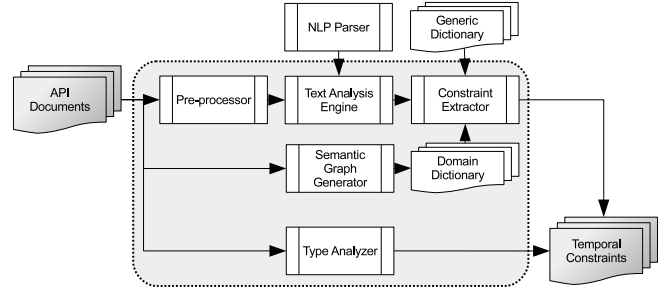 NLP Parser
Generic
Dictionary
API
Documents
Pre-processor
Text Analysis
Engine
Constraint
Extractor
Semantic
Graph
Generator
Domain
Dictionary
Type Analyzer
Temporal
Constraints